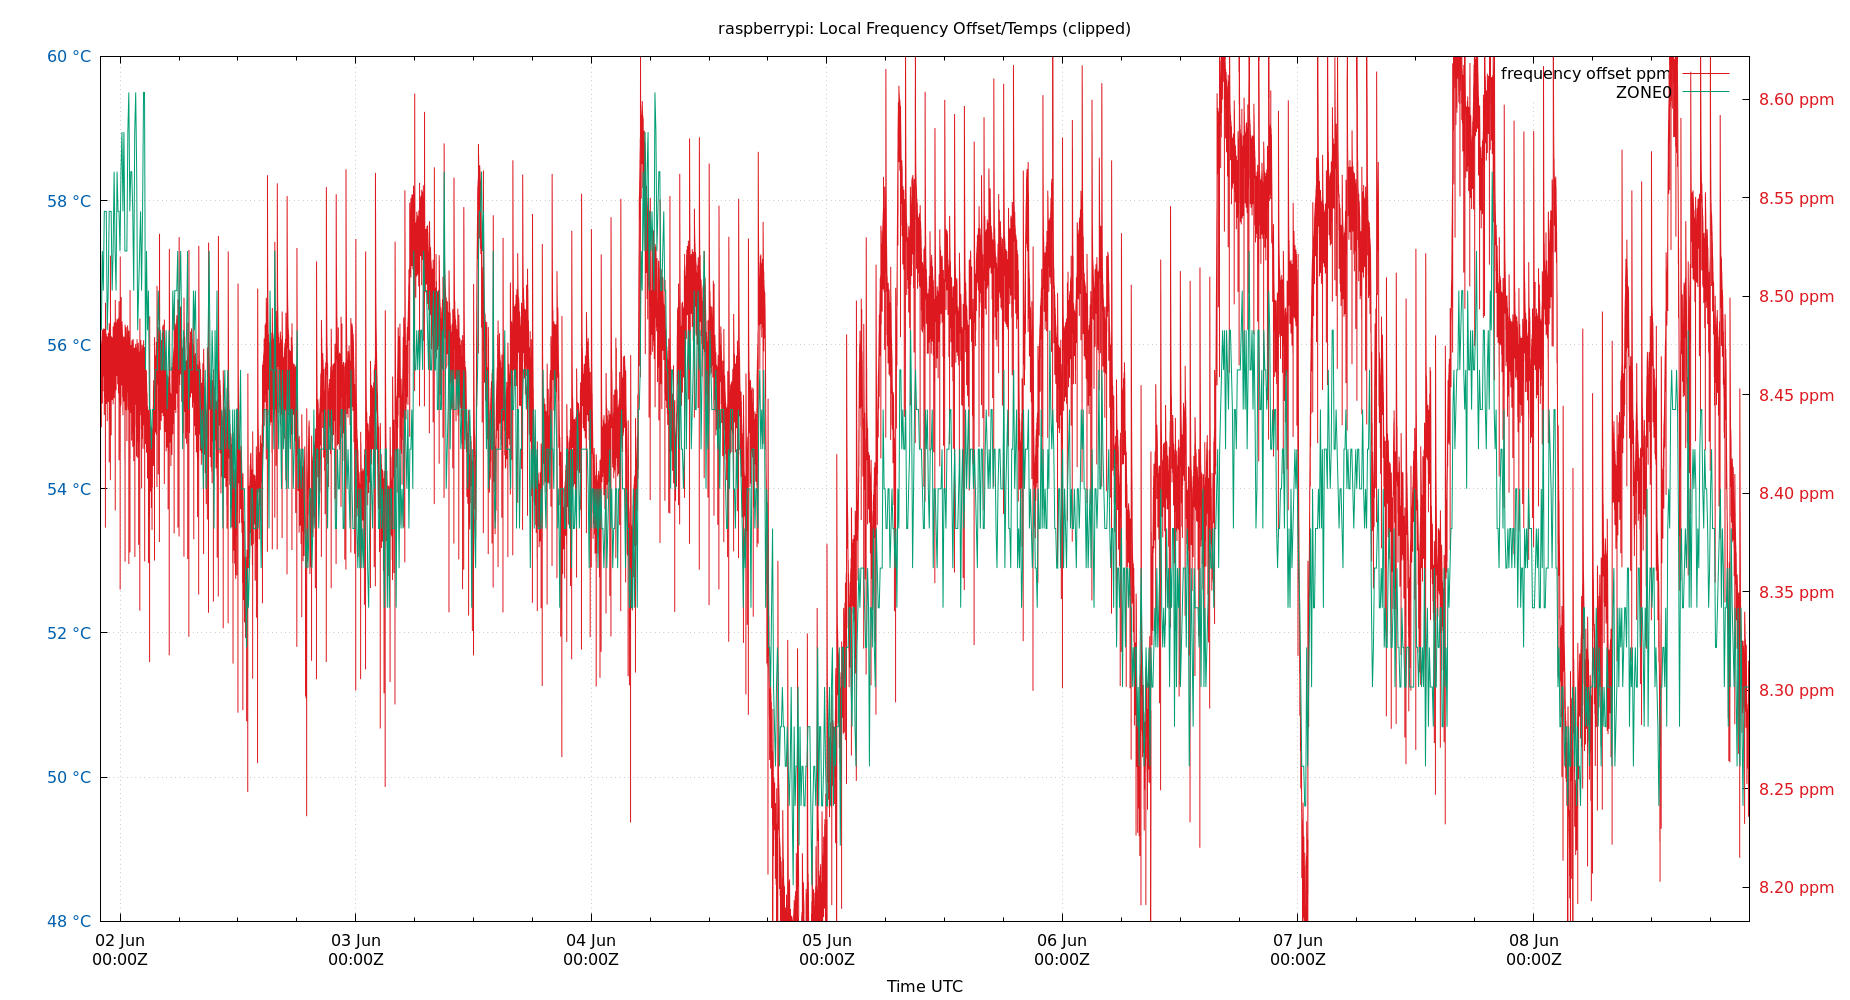 raspberrypi: Local Frequency Offset/Temps (clipped)
60 °C
58 °C
56 °C
54 °C
52 °C
50 °C
48 °C
frequency offset ppm
ZONE0
8.60 ppm
8.55 ppm
8.50 ppm
8.45 ppm
8.40 ppm
8.35 ppm
8.30 ppm
8.25 ppm
8.20 ppm
02 Jun 03 Jun 04 Jun 05 Jun 06 Jun 07 Jun 08 Jun
00:00Z 00:00Z 00:00Z 00:00Z 00:00Z 00:00Z 00:00Z
Time UTC